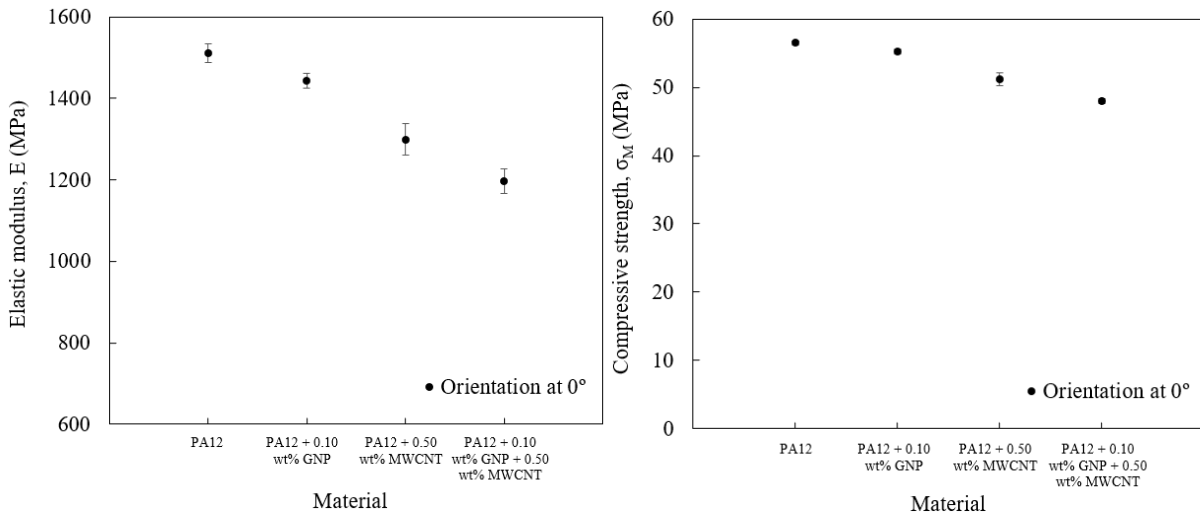 1600
1400
1200
1000
800
600
Elastic modulus, E (MPa)
Orientation at 0°
PA12
PA12 + 0.10
wt% GNP
PA12 + 0.50
wt% MWCNT
PA12 + 0.10
wt% GNP + 0.50
wt% MWCNT
Material
60
50
40
30
20
10
0
Compressive strength, σM (MPa)
Orientation at 0°
PA12
PA12 + 0.10
wt% GNP
PA12 + 0.50
wt% MWCNT
PA12 + 0.10
wt% GNP + 0.50
wt% MWCNT
Material